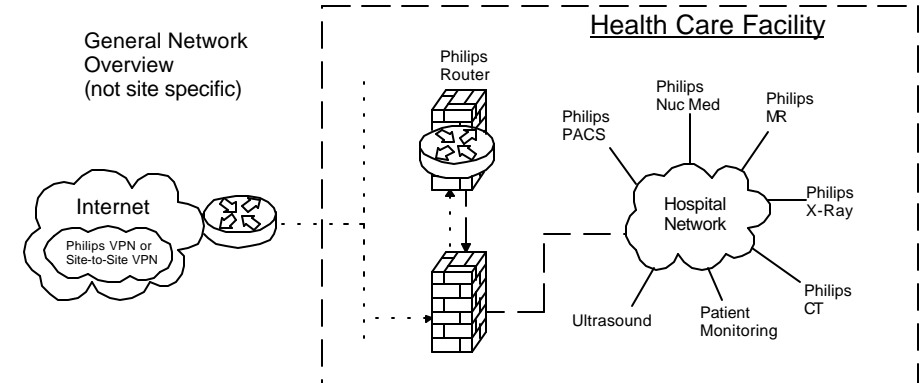 General Network
Overview
(not site specific)
Health Care Facility
Philips
Router
Philips
PACS
Philips
Nuc Med
Philips
MR
Internet
Philips VPN or
Site-to-Site VPN
Hospital
Network
Philips
X-Ray
Philips
CT
Ultrasound
Patient
Monitoring